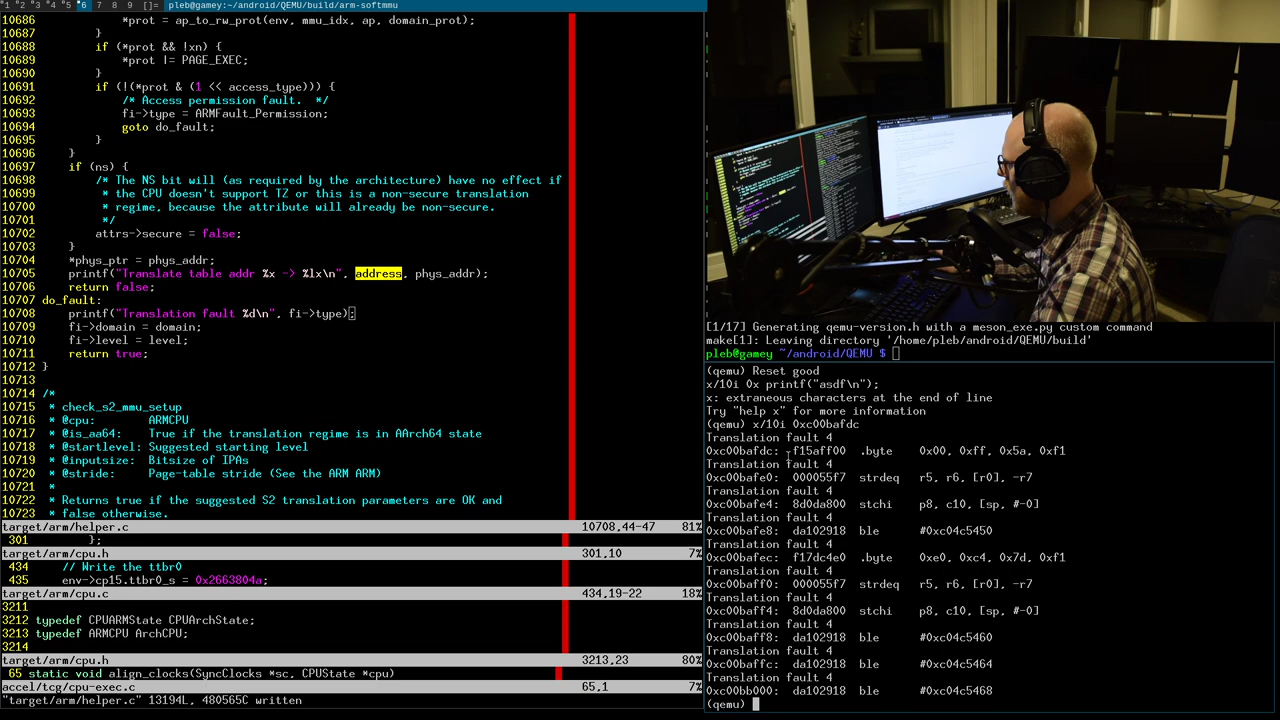 1 2 3 4 5 6 7 8 9 []= pleb@gamey:~/android/QEMU/build/arm-softmmu
10686 *prot = ap_to_rw_prot(env, mmu_idx, ap, domain_prot);
10687 }
10688 if (*prot && !xn) {
10689 *prot |= PAGE_EXEC;
10690 }
10691 if (!(*prot & (1 << access_type))) {
10692 /* Access permission fault. */
10693 fi->type = ARMFault_Permission;
10694 goto do_fault;
10695 }
10696 }
10697 if (ns) {
10698 /* The NS bit will (as required by the architecture) have no effect if
10699 * the CPU doesn't support TZ or this is a non-secure translation
10700 * regime, because the attribute will already be non-secure.
10701 */
10702 attrs->secure = false;
10703 }
10704 *phys_ptr = phys_addr;
10705 printf("Translate table addr %x -> %lx\n", address, phys_addr);
10706 return false;
10707 do_fault:
10708 printf("Translation fault %d\n", fi->type);
10709 fi->domain = domain;
10710 fi->level = level;
10711 return true;
10712 }
10713
10714 /*
10715 * check_s2_mmu_setup
10716 * @cpu: ARMCPU
10717 * @is_aa64: True if the translation regime is in AArch64 state
10718 * @startlevel: Suggested starting level
10719 * @inputsize: Bitsize of IPAs
10720 * @stride: Page-table stride (See the ARM ARM)
10721 *
10722 * Returns true if the suggested S2 translation parameters are OK and
10723 * false otherwise.
target/arm/helper.c 10708,44-47 81%
301 };
target/arm/cpu.h 301,10 7%
434 // Write the ttbr0
435 env->cp15.ttbr0_s = 0x2663804a;
target/arm/cpu.c 434,19-22 18%
3211
3212 typedef CPUARMState CPUArchState;
3213 typedef ARMCPU ArchCPU;
3214
target/arm/cpu.h 3213,23 80%
65 static void align_clocks(SyncClocks *sc, CPUState *cpu)
accel/tcg/cpu-exec.c 65,1 7%
"target/arm/helper.c" 13194L, 480565C written
[1/17] Generating qemu-version.h with a meson_exe.py custom command
make[1]: Leaving directory '/home/pleb/android/QEMU/build'
pleb@gamey ~/android/QEMU $
(qemu) Reset good
x/10i 0x printf("asdf\n");
x: extraneous characters at the end of line
Try "help x" for more information
(qemu) x/10i 0xc00bafdc
Translation fault 4
0xc00bafdc: f15aff00 .byte 0x00, 0xff, 0x5a, 0xf1
Translation fault 4
0xc00bafe0: 000055f7 strdeq r5, r6, [r0], -r7
Translation fault 4
0xc00bafe4: 8d0da800 stchi p8, c10, [sp, #-0]
Translation fault 4
0xc00bafe8: da102918 ble #0xc04c5450
Translation fault 4
0xc00bafec: f17dc4e0 .byte 0xe0, 0xc4, 0x7d, 0xf1
Translation fault 4
0xc00baff0: 000055f7 strdeq r5, r6, [r0], -r7
Translation fault 4
0xc00baff4: 8d0da800 stchi p8, c10, [sp, #-0]
Translation fault 4
0xc00baff8: da102918 ble #0xc04c5460
Translation fault 4
0xc00baffc: da102918 ble #0xc04c5464
Translation fault 4
0xc00bb000: da102918 ble #0xc04c5468
(qemu)